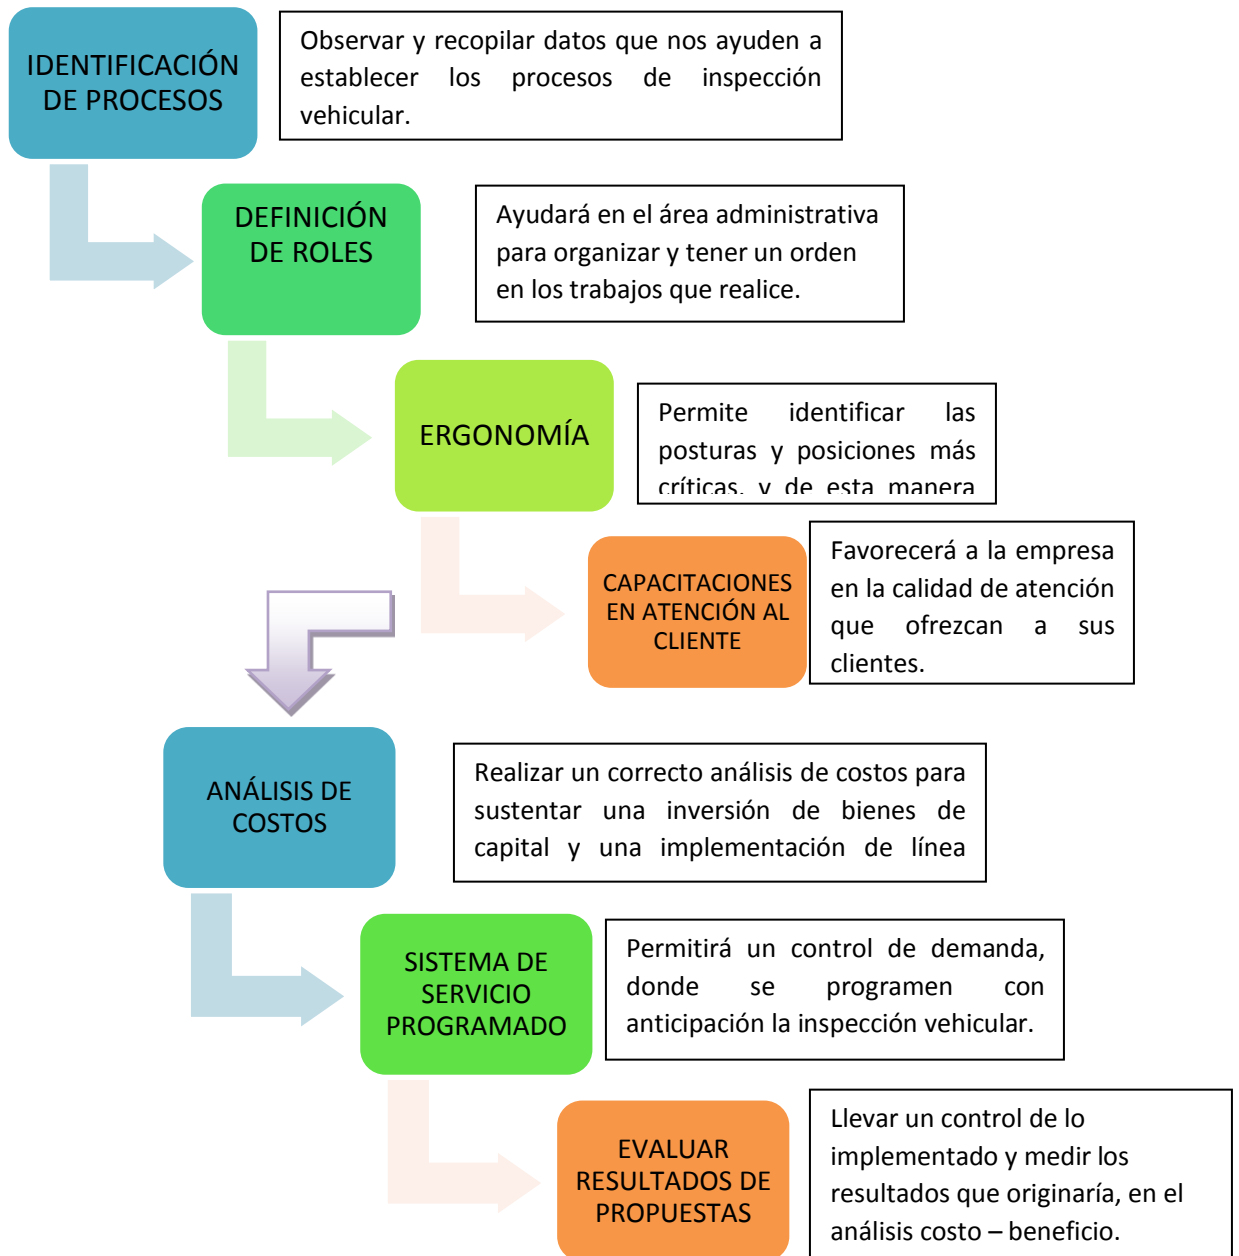 IDENTIFICACIÓN
DE PROCESOS
Observar y recopilar datos que nos ayuden a
establecer los procesos de inspección
vehicular.
DEFINICIÓN
DE ROLES
Ayudará en el área administrativa
para organizar y tener un orden
en los trabajos que realice.
ERGONOMÍA
Permite identificar las
posturas y posiciones más
críticas, y de esta manera
CAPACITACIONES
EN ATENCIÓN AL
CLIENTE
Favorecerá a la empresa
en la calidad de atención
que ofrezcan a sus
clientes.
ANÁLISIS DE
COSTOS
Realizar un correcto análisis de costos para
sustentar una inversión de bienes de
capital y una implementación de línea
SISTEMA DE
SERVICIO
PROGRAMADO
Permitirá un control de demanda,
donde se programen con
anticipación la inspección vehicular.
EVALUAR
RESULTADOS DE
PROPUESTAS
Llevar un control de lo
implementado y medir los
resultados que originaría, en el
análisis costo – beneficio.